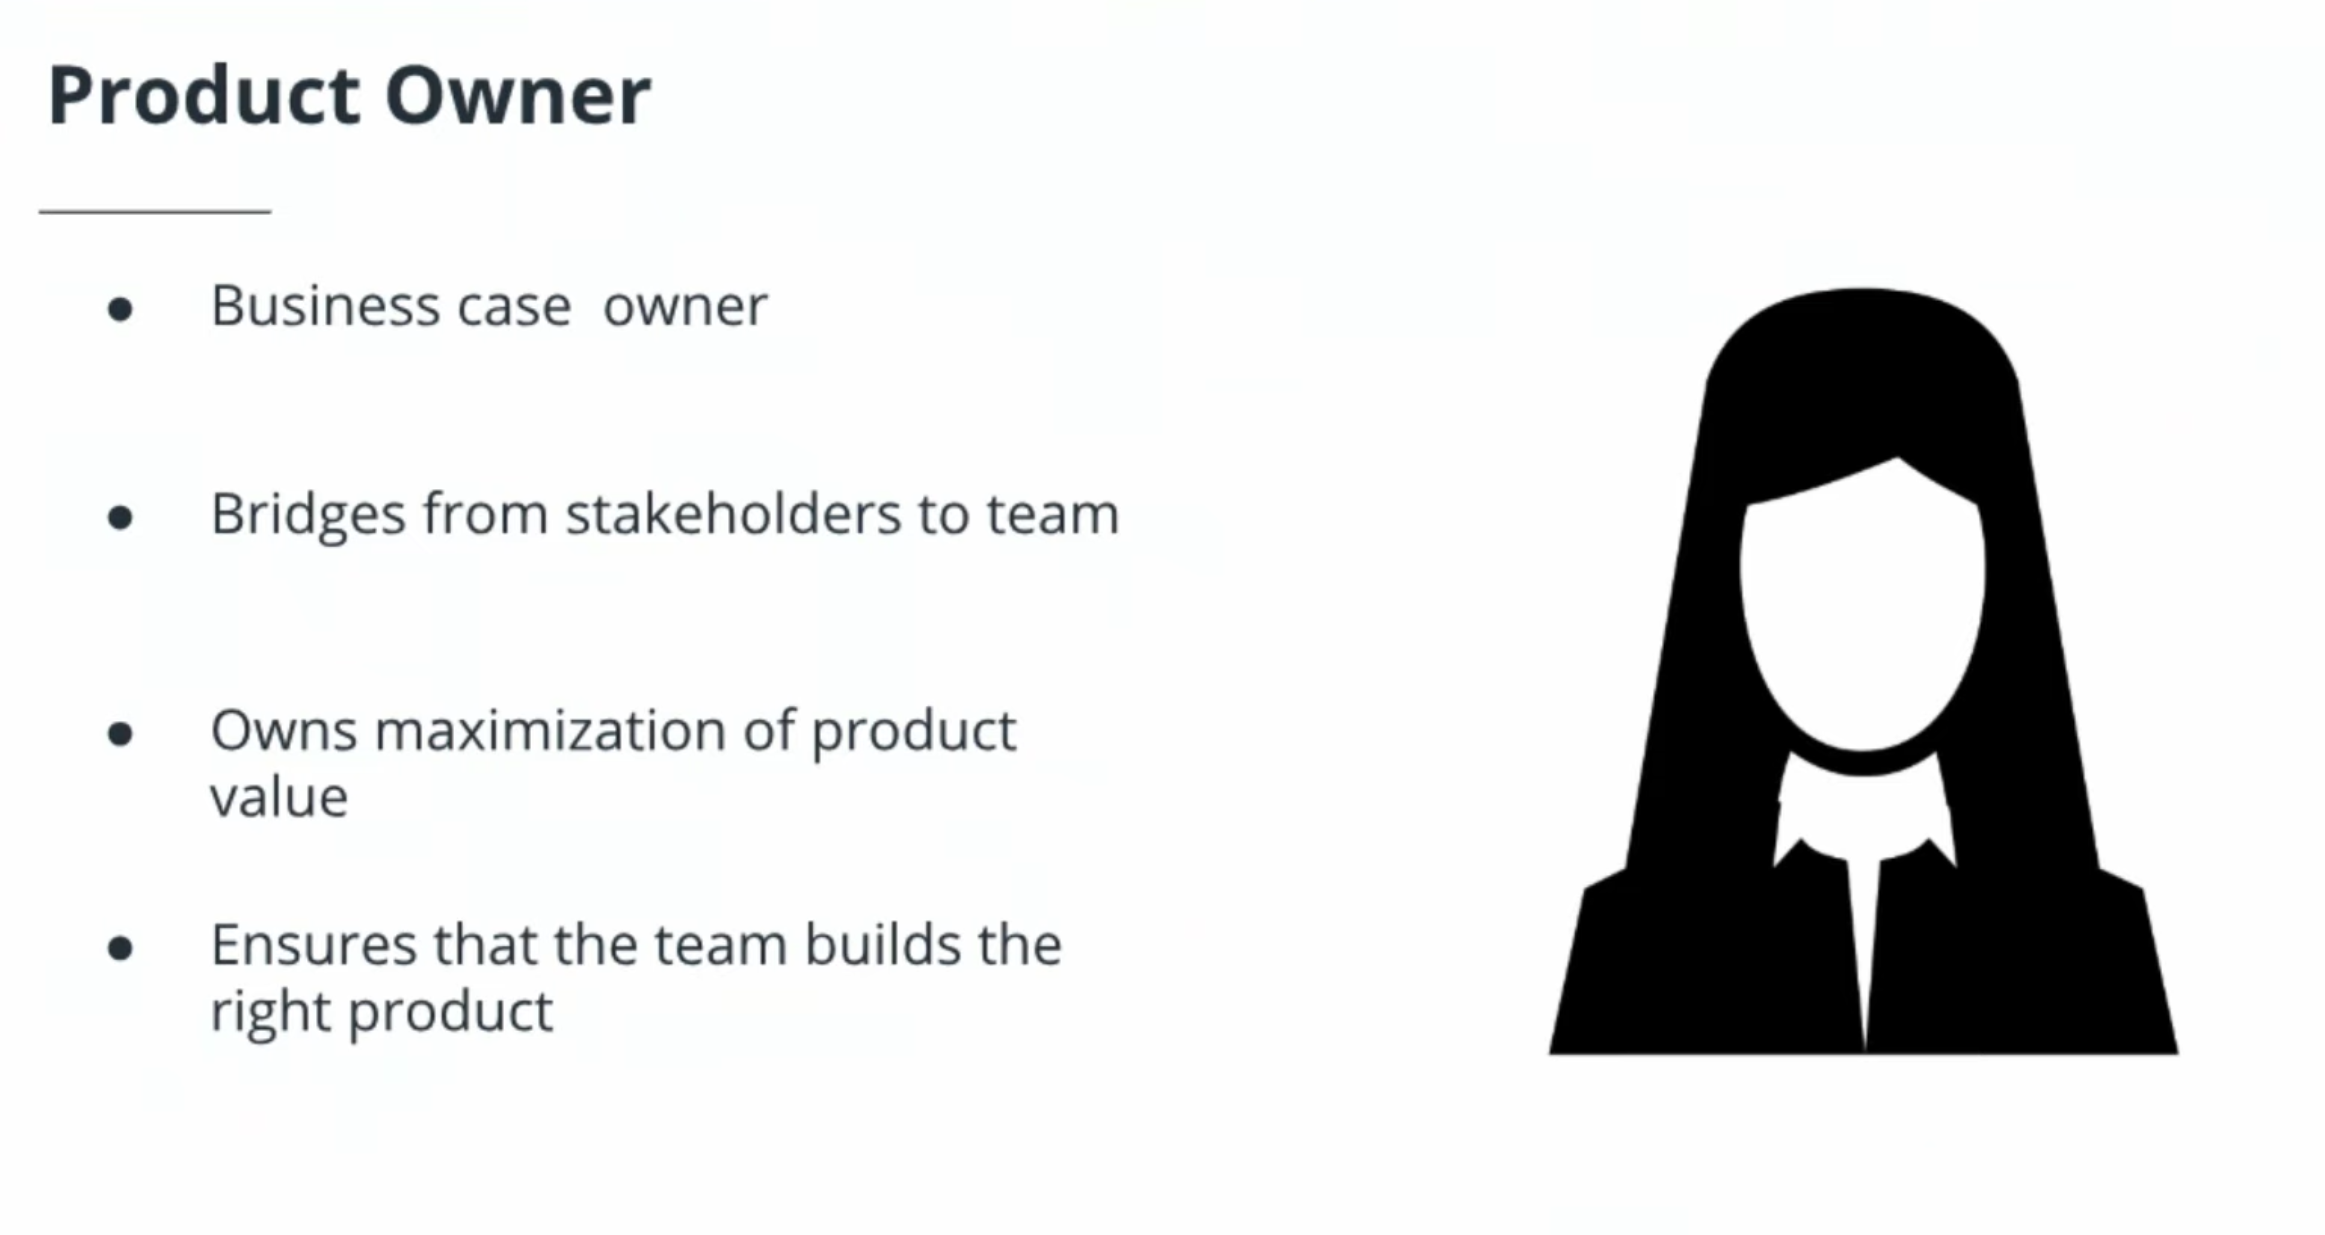 Product Owner
● Business case  owner
● Bridges from stakeholders to team
● Owns maximization of product
value
● Ensures that the team builds the
right product